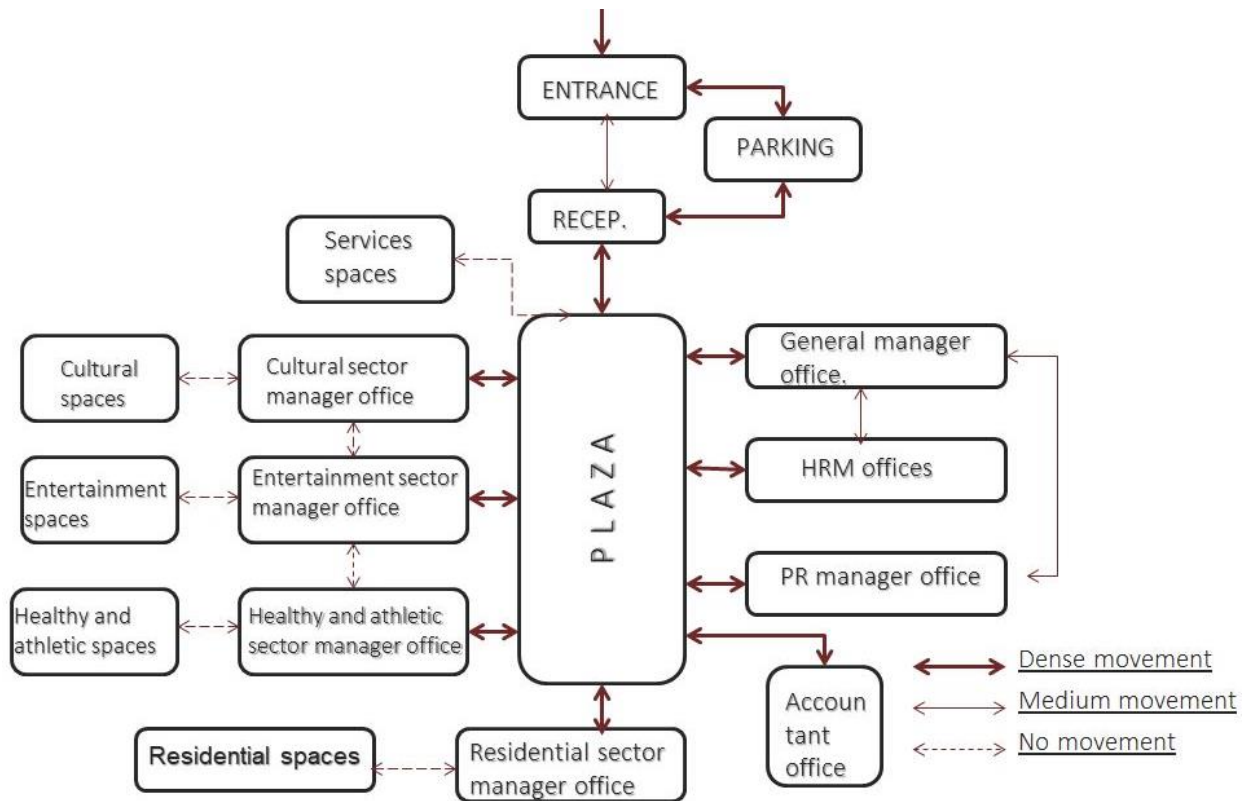 ENTRANCE
PARKING
RECEP.
Services
spaces
General manager
office.
Cultural
spaces
Cultural sector
manager office
HRM offices
Entertainment
spaces
Entertainment sector
manager office
PLAZA
PR manager office
Healthy and
athletic spaces
Healthy and athletic
sector manager office
Accoun
tant
office
Residential spaces
Residential sector
manager office
Dense movement
Medium movement
No movement